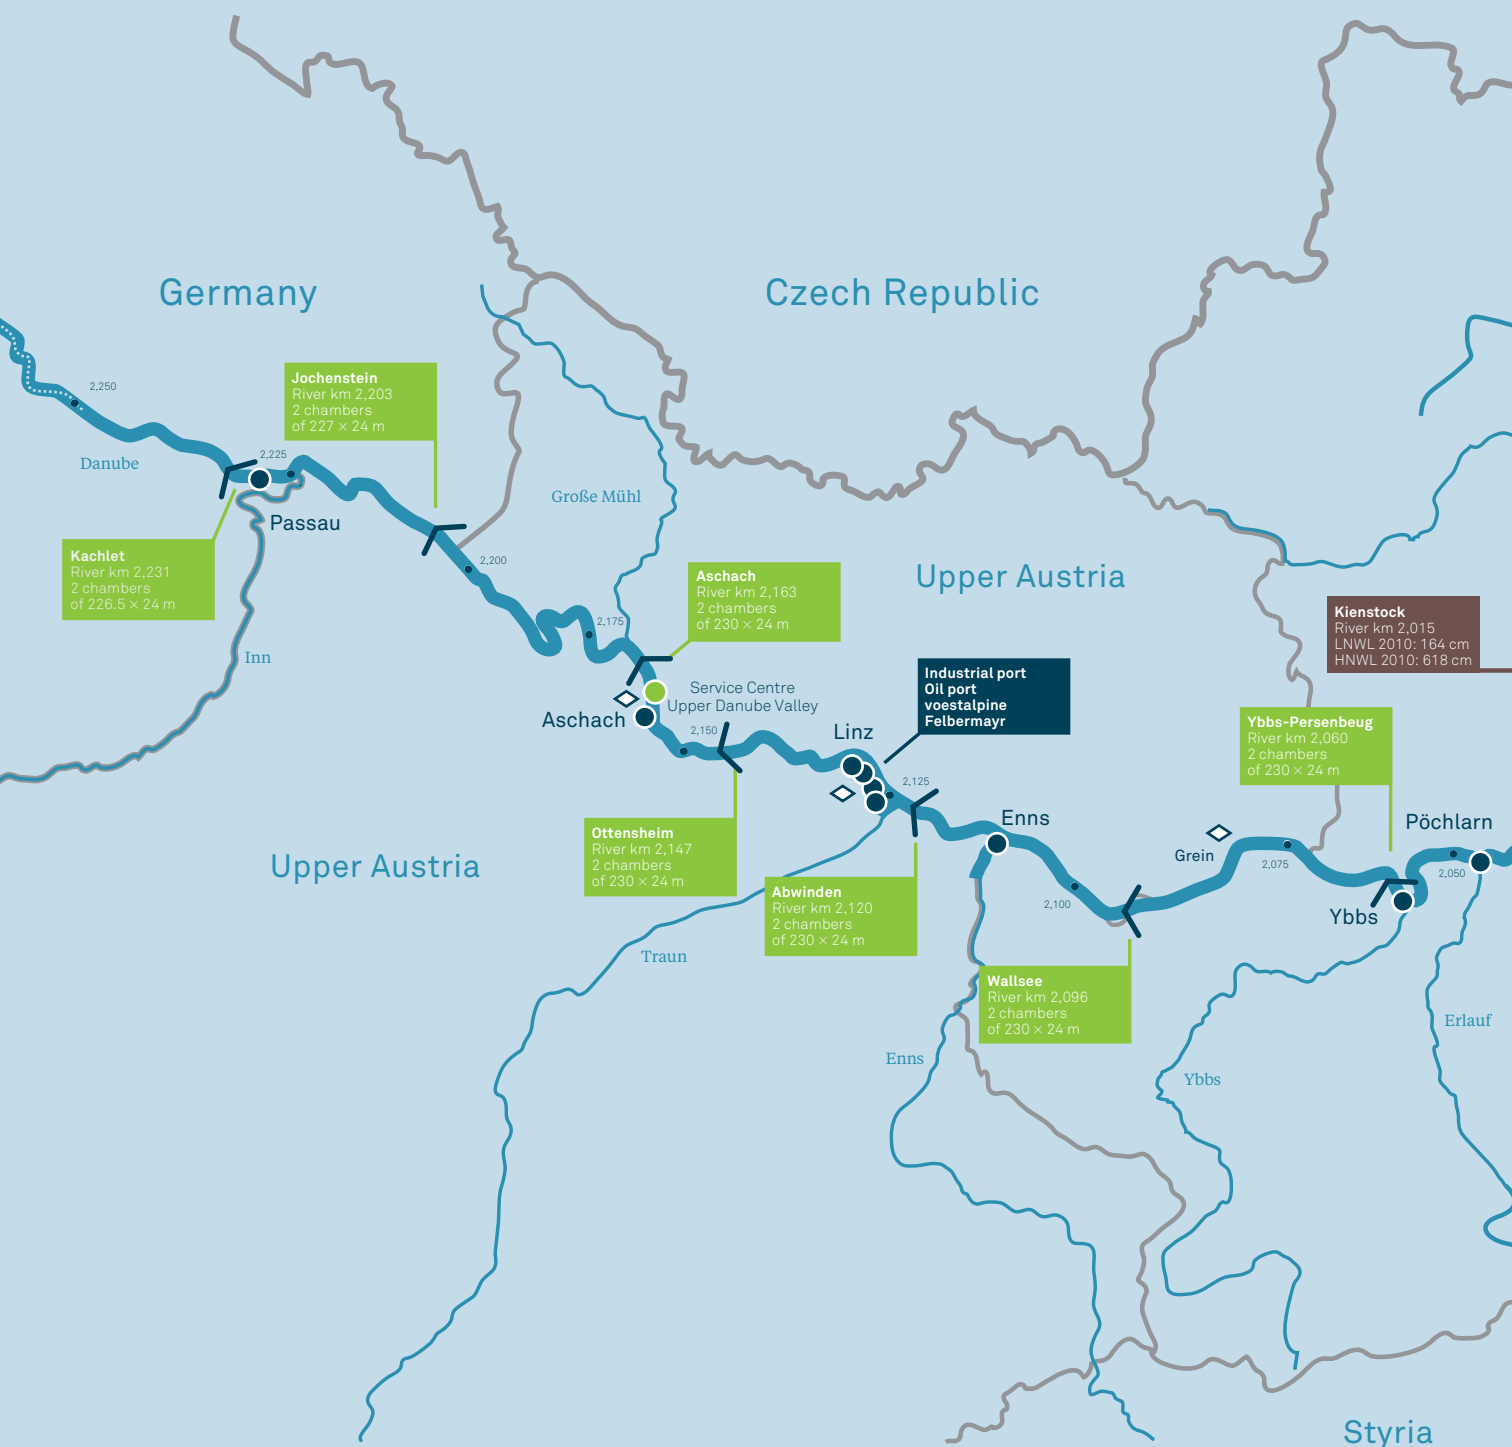 Germany
Czech Republic
Jochenstein
River km 2,203
2 chambers
of 227 × 24 m
2,250
2,225
Danube
Große Mühl
Passau
Kachlet
River km 2,231
2 chambers
of 226.5 × 24 m
2,200
Aschach
River km 2,163
2 chambers
of 230 × 24 m
Upper Austria
2,175
Kienstock
River km 2,015
LNWL 2010: 164 cm
HNWL 2010: 618 cm
Inn
Industrial port
Oil port
voestalpine
Felbermayr
Service Centre
Upper Danube Valley
Aschach
2,150
Linz
Ybbs-Persenbeug
River km 2,060
2 chambers
of 230 × 24 m
2,125
Enns
Pöchlarn
Ottensheim
River km 2,147
2 chambers
of 230 × 24 m
Grein
2,075
2,050
Upper Austria
Abwinden
River km 2,120
2 chambers
of 230 × 24 m
2,100
Ybbs
Traun
Wallsee
River km 2,096
2 chambers
of 230 × 24 m
Erlauf
Enns
Ybbs
Styria